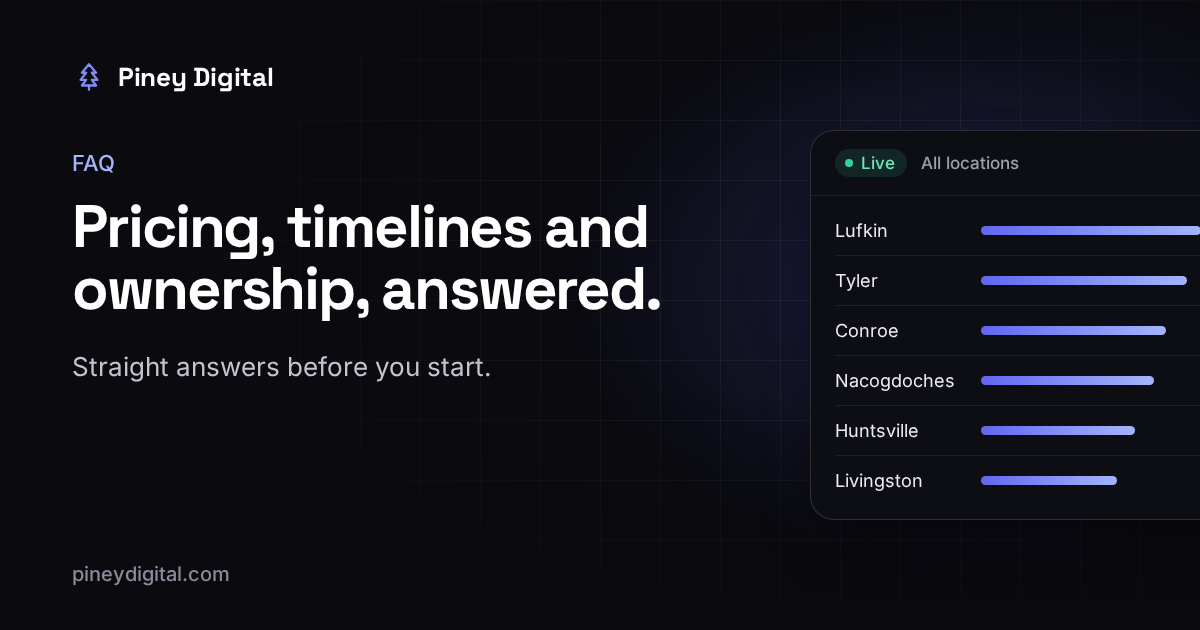 Piney Digital
FAQ
Pricing, timelines and
ownership, answered.
Straight answers before you start.
pineydigital.com
Live All locations
Lufkin
Tyler
Conroe
Nacogdoches
Huntsville
Livingston